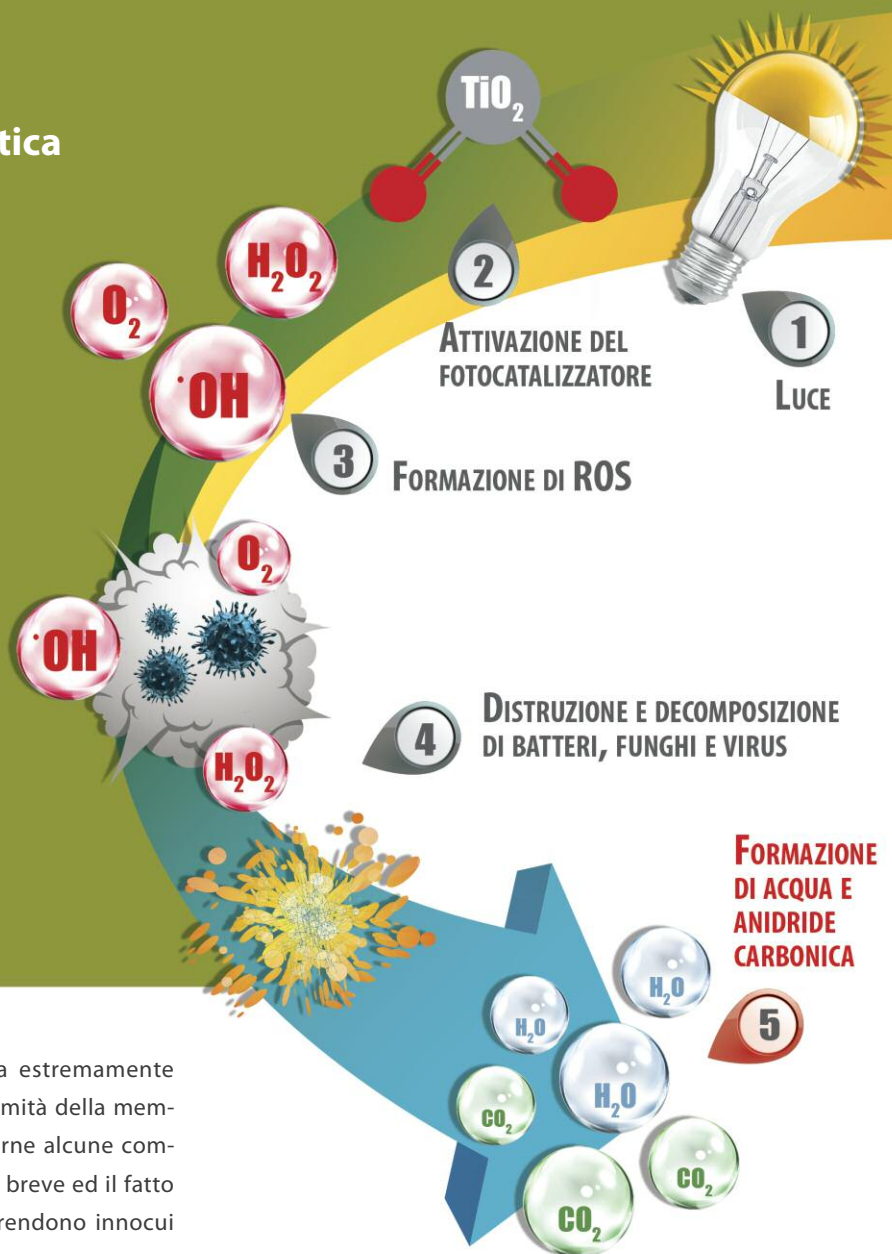 tica
TiO₂
1
LUCE
2
ATTIVAZIONE DEL
FOTOCATALIZZATORE
H₂O₂
O₂
·OH
3
FORMAZIONE DI ROS
O₂
·OH
H₂O₂
4
DISTRUZIONE E DECOMPOSIZIONE
DI BATTERI, FUNGHI E VIRUS
FORMAZIONE
DI ACQUA E
ANIDRIDE
CARBONICA
5
H₂O
H₂O
H₂O
CO₂
CO₂
CO₂
a estremamente
mità della mem-
rne alcune com-
breve ed il fatto
rendono innocui